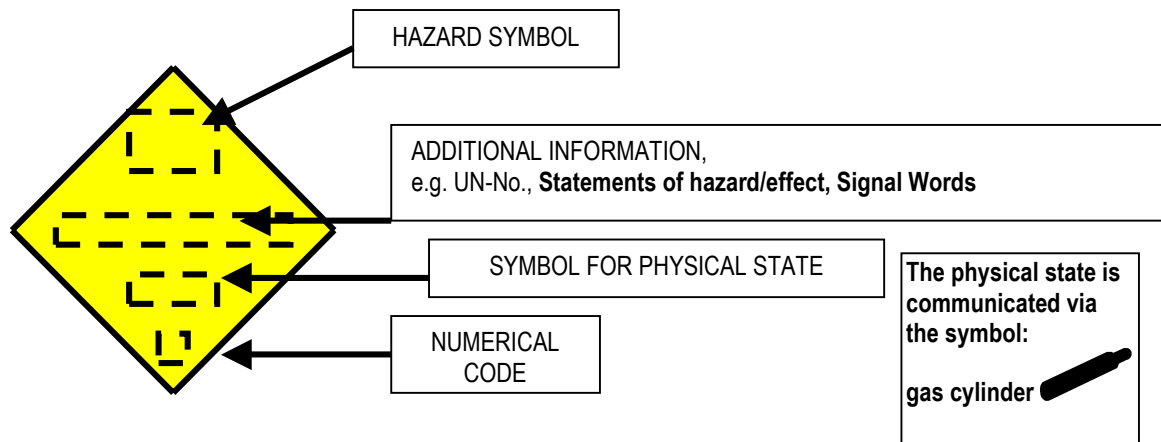 HAZARD SYMBOL
ADDITIONAL INFORMATION,
e.g. UN-No., Statements of hazard/effect, Signal Words
SYMBOL FOR PHYSICAL STATE
NUMERICAL
CODE
The physical state is
communicated via
the symbol:
gas cylinder